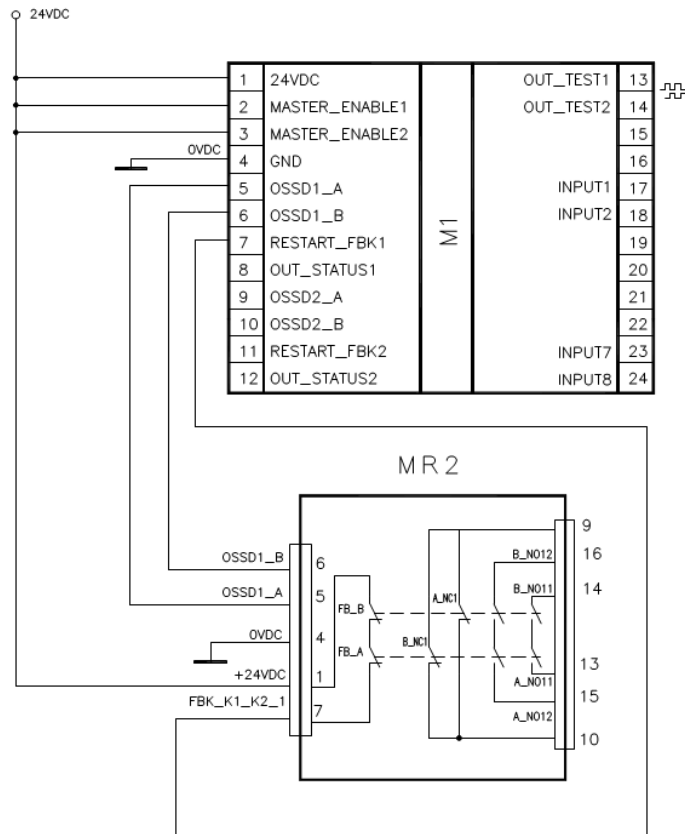 24VDC
1 24VDC OUT_TEST1 13
2 MASTER_ENABLE1 OUT_TEST2 14
3 MASTER_ENABLE2 15
0VDC 4 GND 16
5 OSSD1_A INPUT1 17
6 OSSD1_B INPUT2 18
7 RESTART_FBK1 19
8 OUT_STATUS1 20
9 OSSD2_A 21
10 OSSD2_B 22
11 RESTART_FBK2 INPUT7 23
12 OUT_STATUS2 INPUT8 24
M1
MR2
9
B_NO12 16
OSSD1_B 6
B_NO11 14
OSSD1_A 5
FB_B A_NC1
0VDC 4
FB_A B_NC1
13
+24VDC 1
A_NO11
15
FBK_K1_K2_1 7
A_NO12
10